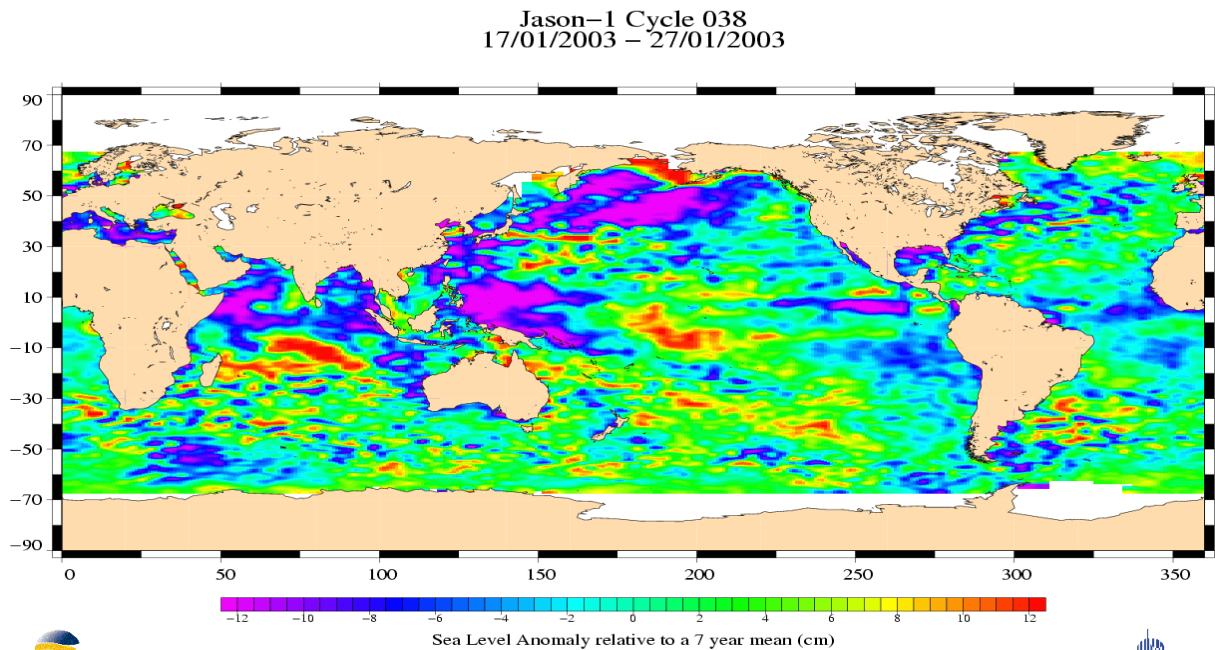 Jason−1 Cycle 038
17/01/2003 − 27/01/2003
90
70
50
30
10
−10
−30
−50
−70
−90
0 50 100 150 200 250 300 350
−12 −10 −8 −6 −4 −2 0 2 4 6 8 10 12
Sea Level Anomaly relative to a 7 year mean (cm)